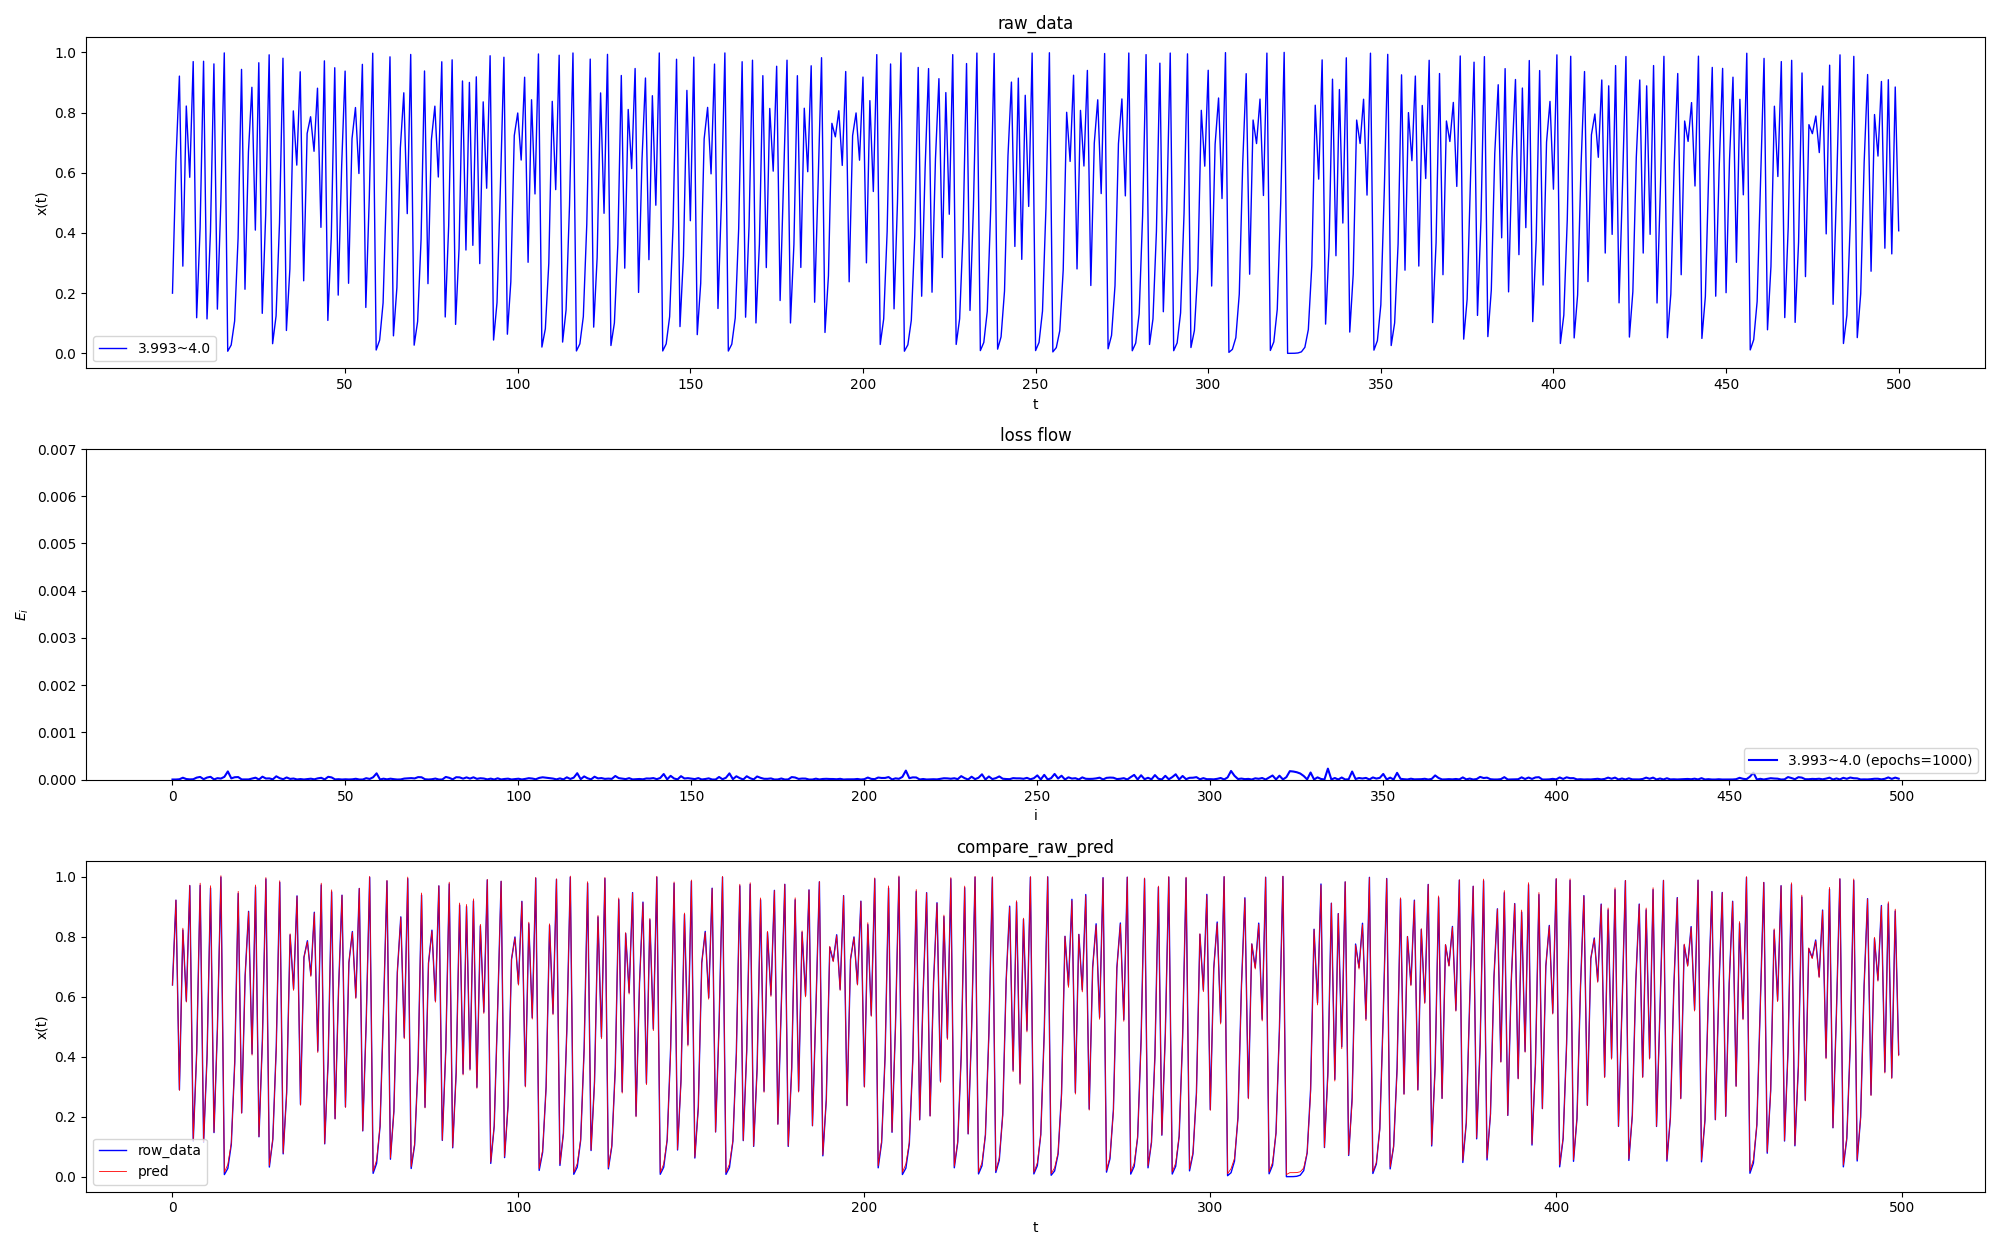 raw_data
1.0
0.8
0.6
0.4
0.2
0.0
x(t)
3.993~4.0
50 100 150 200 250 300 350 400 450 500
t
loss flow
0.007
0.006
0.005
0.004
0.003
0.002
0.001
0.000
E_i
3.993~4.0 (epochs=1000)
0 50 100 150 200 250 300 350 400 450 500
i
compare_raw_pred
1.0
0.8
0.6
0.4
0.2
0.0
x(t)
row_data
pred
0 100 200 300 400 500
t